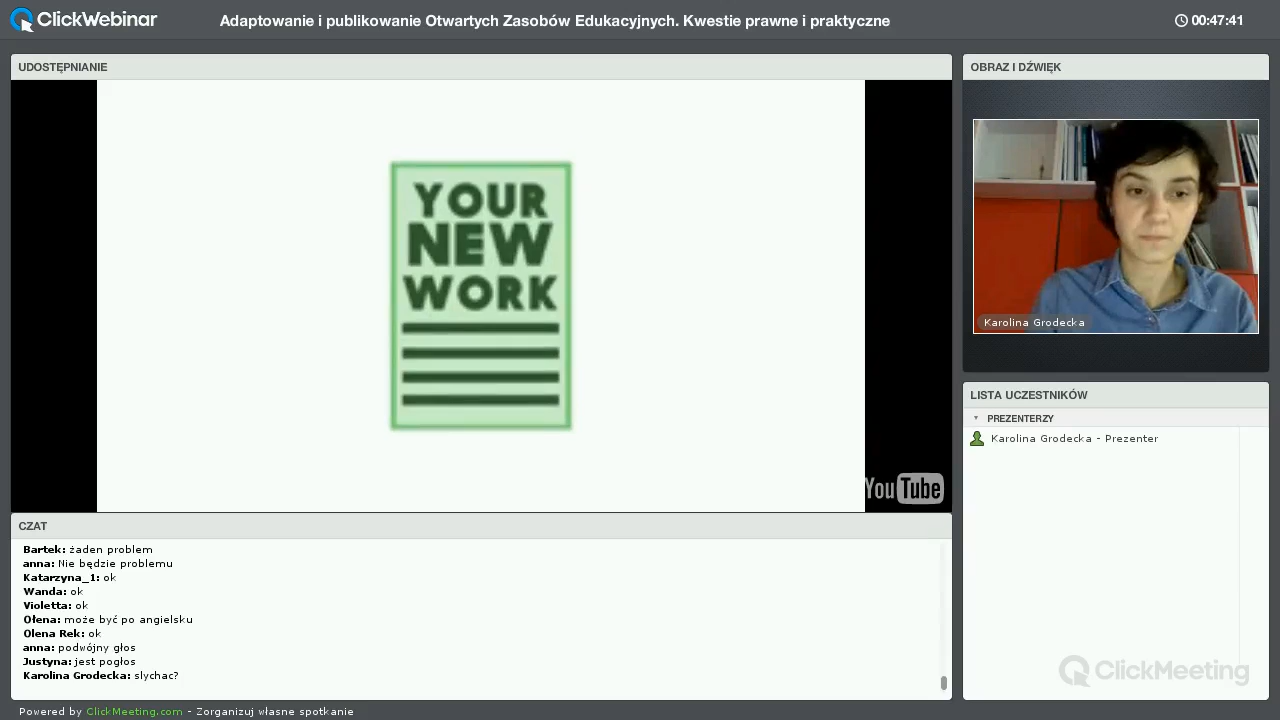 ClickWebinar
Adaptowanie i publikowanie Otwartych Zasobów Edukacyjnych. Kwestie prawne i praktyczne
00:47:41
UDOSTĘPNIANIE
YOUR
NEW
WORK
YouTube
CZAT
Bartek: żaden problem
anna: Nie będzie problemu
Katarzyna_1: ok
Wanda: ok
Violetta: ok
Ołena: może być po angielsku
Olena Rek: ok
anna: podwójny głos
Justyna: jest pogłos
Karolina Grodecka: slychac?
OBRAZ I DŹWIĘK
Karolina Grodecka
LISTA UCZESTNIKÓW
PREZENTERZY
Karolina Grodecka - Prezenter
ClickMeeting
Powered by ClickMeeting.com - Zorganizuj własne spotkanie